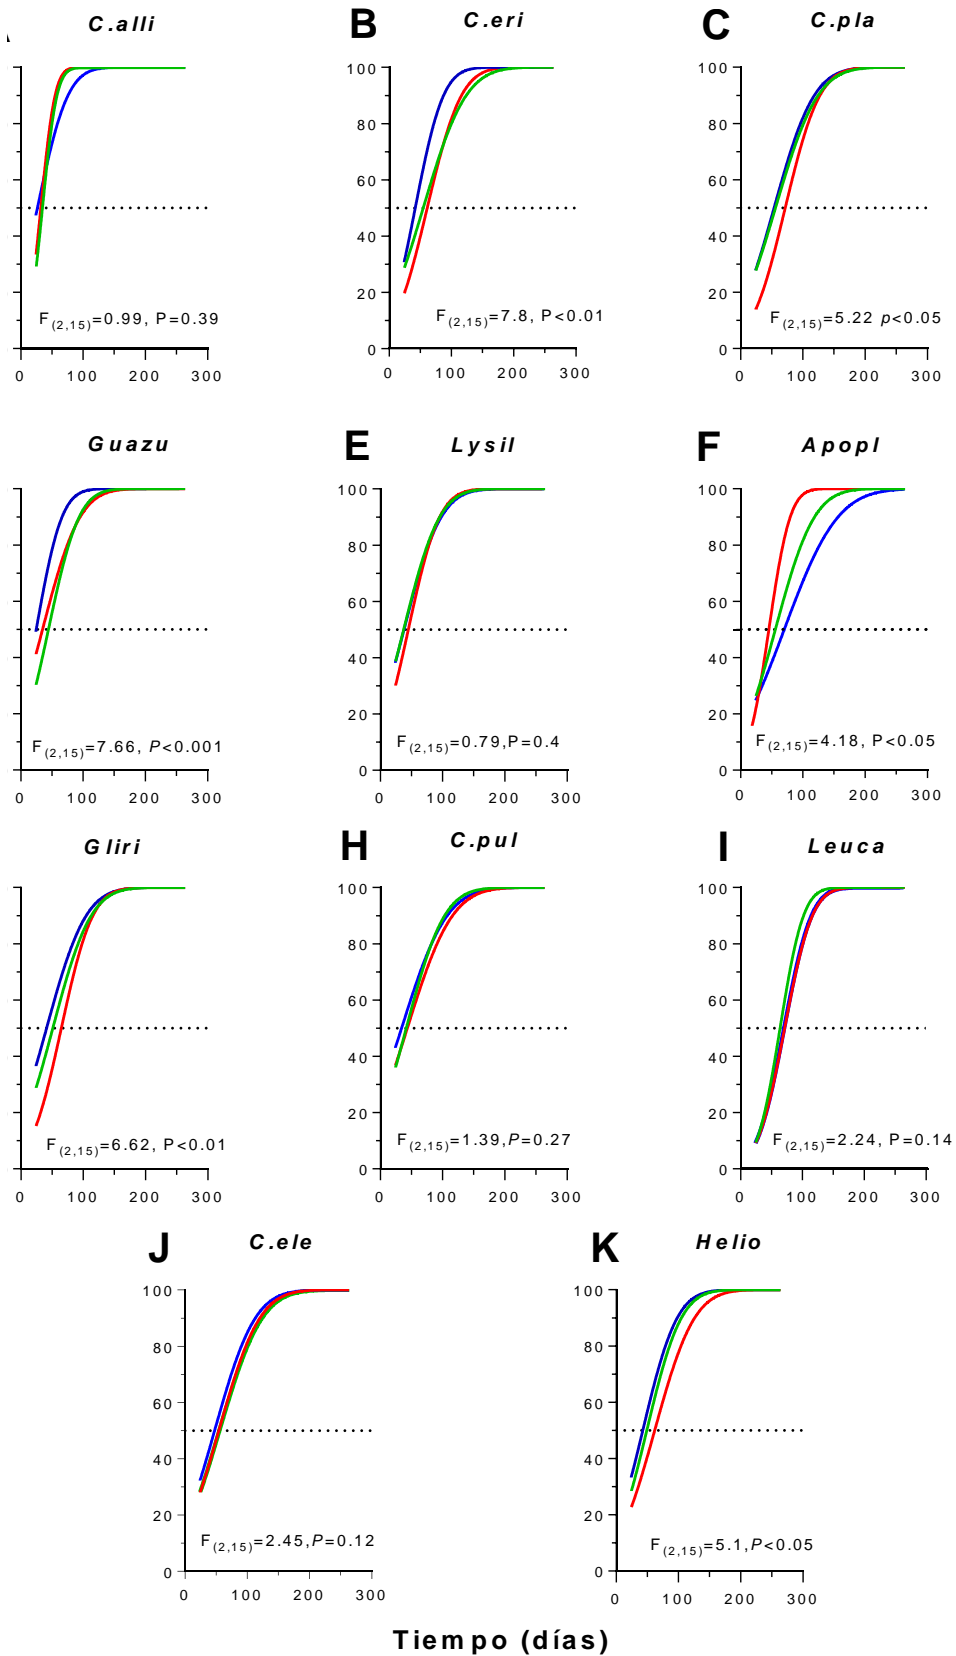 C.alli
B C.eri
C C.pla
100 80 60 40 20 0
100 80 60 40 20 0
F(2,15)=0.99, P=0.39
F(2,15)=7.8, P<0.01
F(2,15)=5.22 p<0.05
0 100 200 300
0 100 200 300
0 100 200 300
Guazu
E Lysil
F Apopl
100 80 60 40 20 0
100 80 60 40 20 0
F(2,15)=7.66, P<0.001
F(2,15)=0.79,P=0.4
F(2,15)=4.18, P<0.05
0 100 200 300
0 100 200 300
0 100 200 300
Gliri
H C.pul
I Leuca
100 80 60 40 20 0
100 80 60 40 20 0
F(2,15)=6.62, P<0.01
F(2,15)=1.39,P=0.27
F(2,15)=2.24, P=0.14
0 100 200 300
0 100 200 300
0 100 200 300
J C.ele
K Helio
100 80 60 40 20 0
100 80 60 40 20 0
F(2,15)=2.45,P=0.12
F(2,15)=5.1,P<0.05
0 100 200 300
0 100 200 300
Tiempo (días)